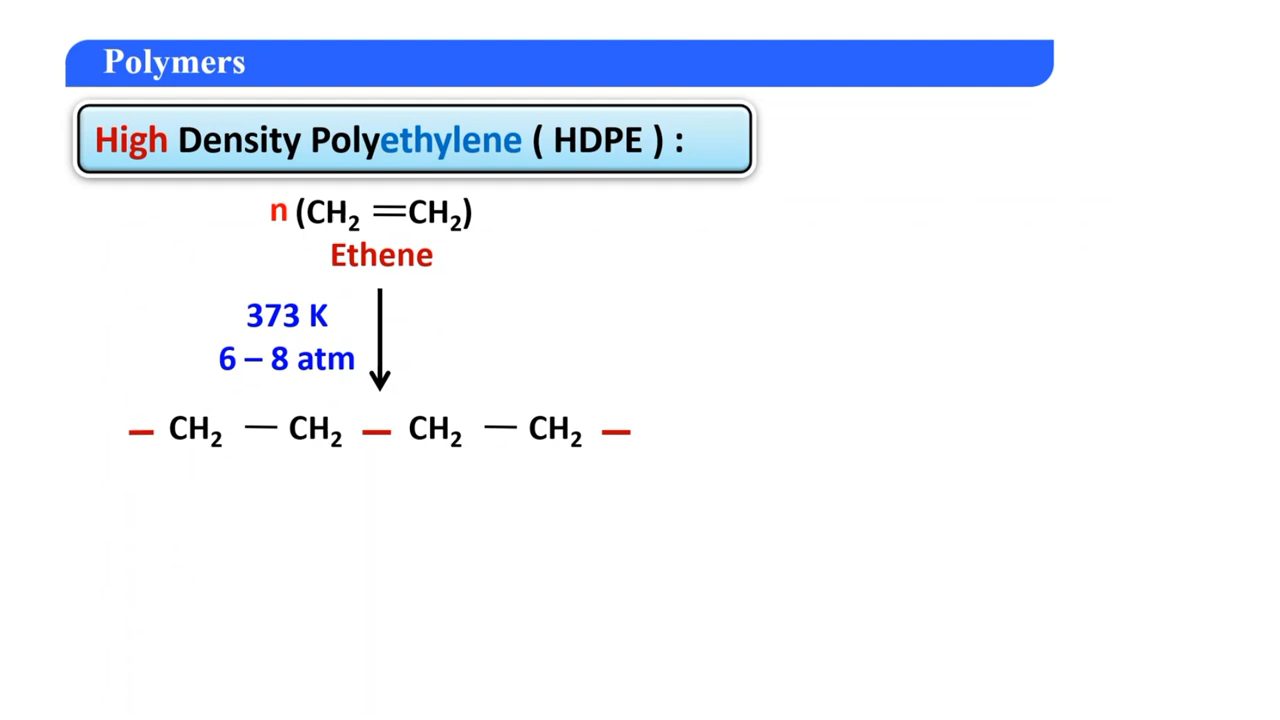 Polymers
High Density Polyethylene ( HDPE ) :
n (CH₂ =CH₂)
Ethene
373 K
6 – 8 atm
– CH₂ – CH₂ – CH₂ – CH₂ –